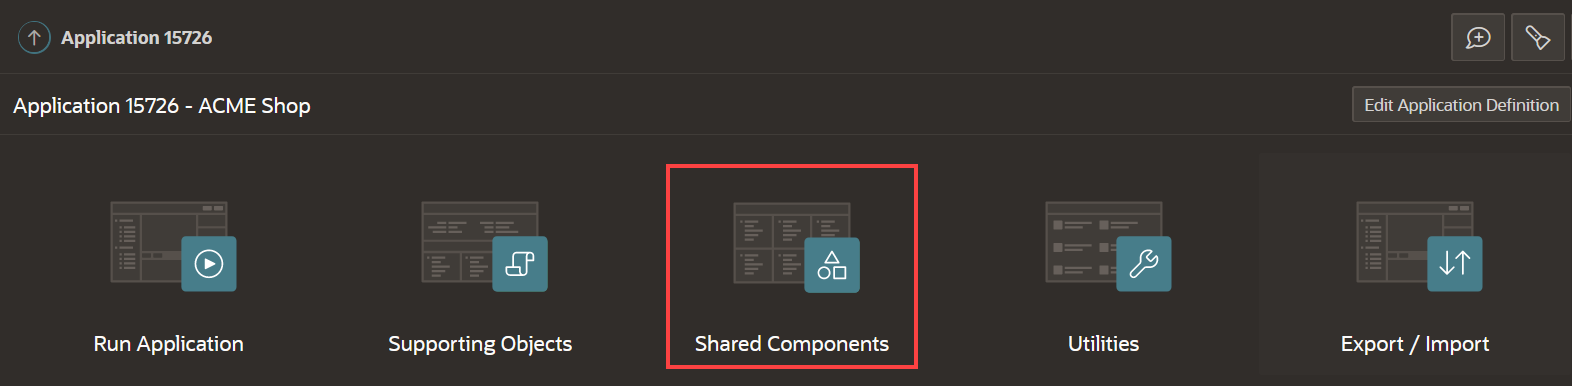 Application 15726
Application 15726 - ACME Shop
Edit Application Definition
Run Application
Supporting Objects
Shared Components
Utilities
Export / Import